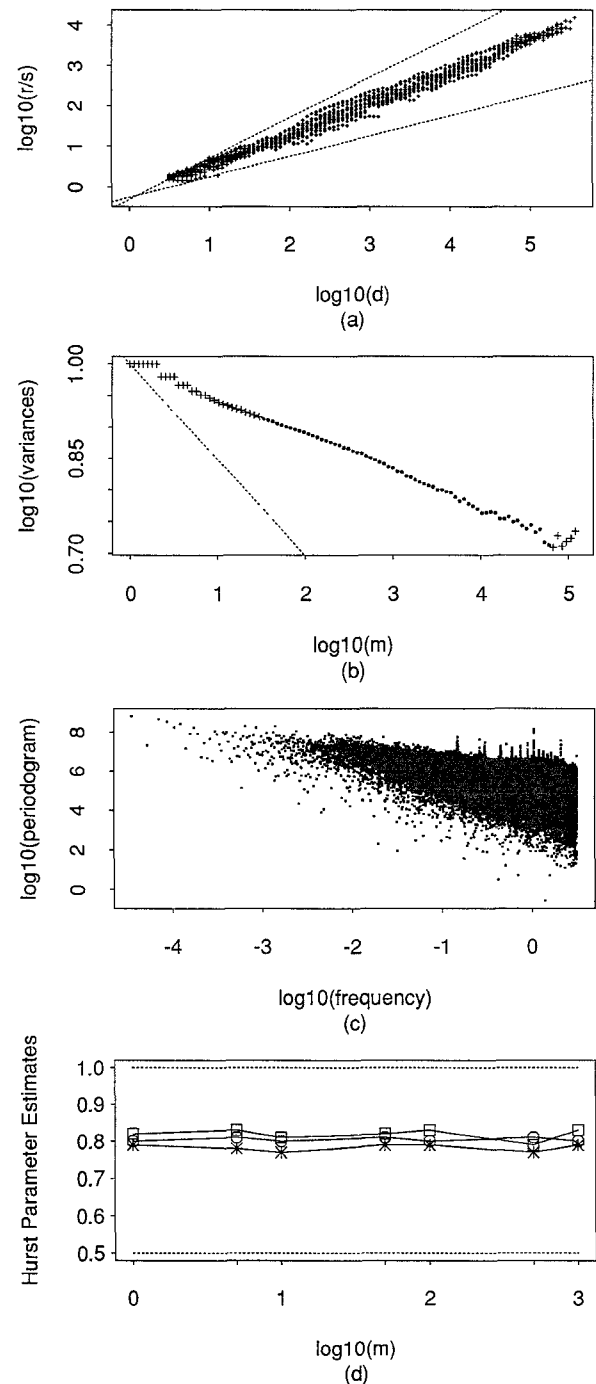 log10(r/s)
4
3
2
1
0
0 1 2 3 4 5
log10(d)
(a)
log10(variances)
1.00
0.85
0.70
0 1 2 3 4 5
log10(m)
(b)
log10(periodogram)
8
6
4
2
0
-4 -3 -2 -1 0
log10(frequency)
(c)
Hurst Parameter Estimates
1.0
0.9
0.8
0.7
0.6
0.5
0 1 2 3
log10(m)
(d)